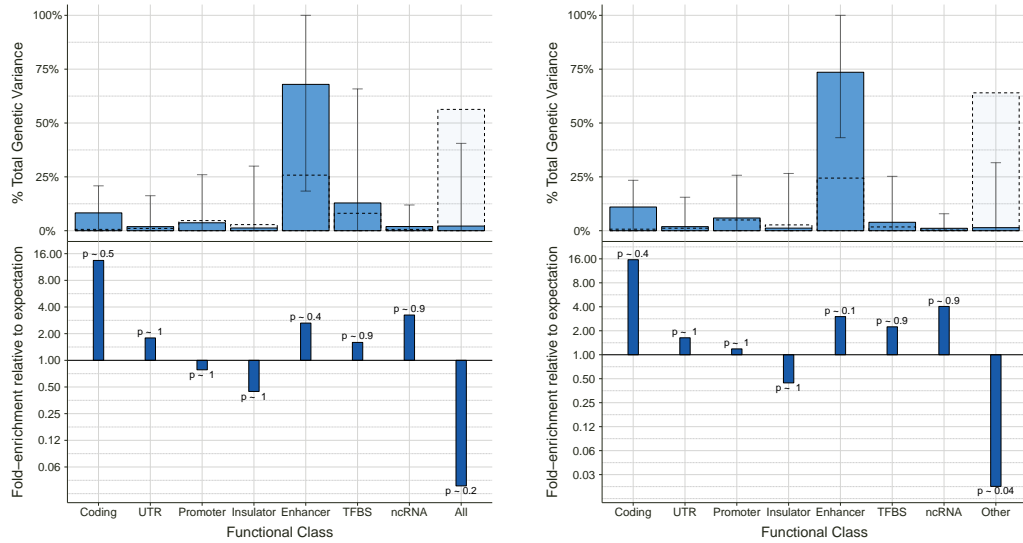 100%
75%
50%
25%
0%
% Total Genetic Variance
16.00
8.00
4.00
2.00
1.00
0.50
0.25
0.12
0.06
Fold−enrichment relative to expectation
p ~ 0.5
p ~ 1
p ~ 1
p ~ 1
p ~ 0.4
p ~ 0.9
p ~ 0.9
p ~ 0.2
Coding UTR Promoter Insulator Enhancer TFBS ncRNA All
Functional Class
100%
75%
50%
25%
0%
% Total Genetic Variance
16.00
8.00
4.00
2.00
1.00
0.50
0.25
0.12
0.06
0.03
Fold−enrichment relative to expectation
p ~ 0.4
p ~ 1
p ~ 1
p ~ 1
p ~ 0.1
p ~ 0.9
p ~ 0.9
p ~ 0.04
Coding UTR Promoter Insulator Enhancer TFBS ncRNA Other
Functional Class